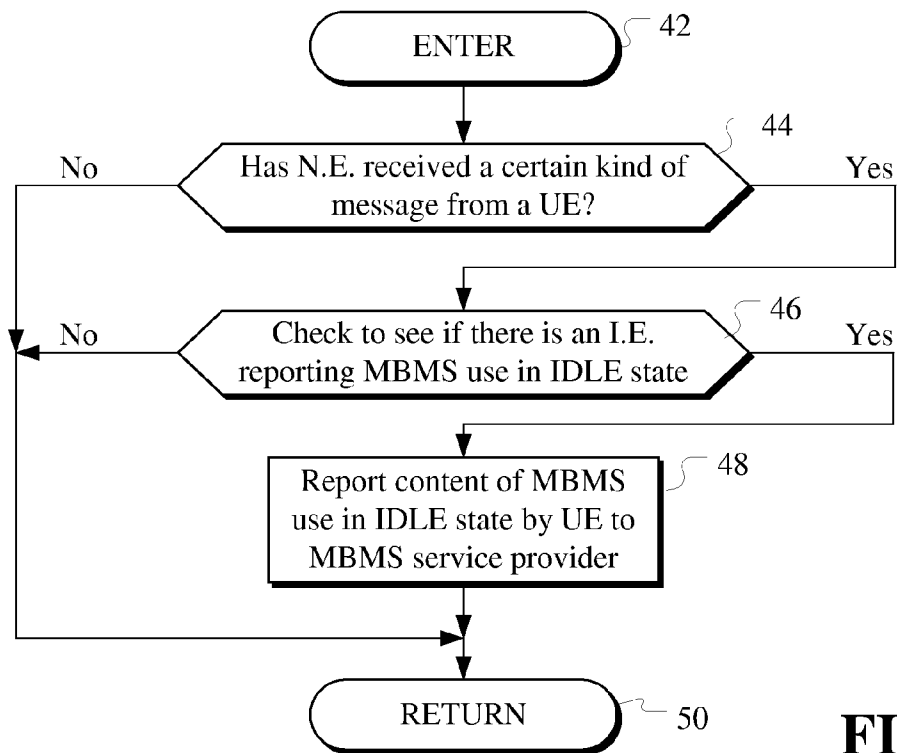 ENTER
42
44
No
Has N.E. received a certain kind of
message from a UE?
Yes
46
No
Check to see if there is an I.E.
reporting MBMS use in IDLE state
Yes
48
Report content of MBMS
use in IDLE state by UE to
MBMS service provider
RETURN
50